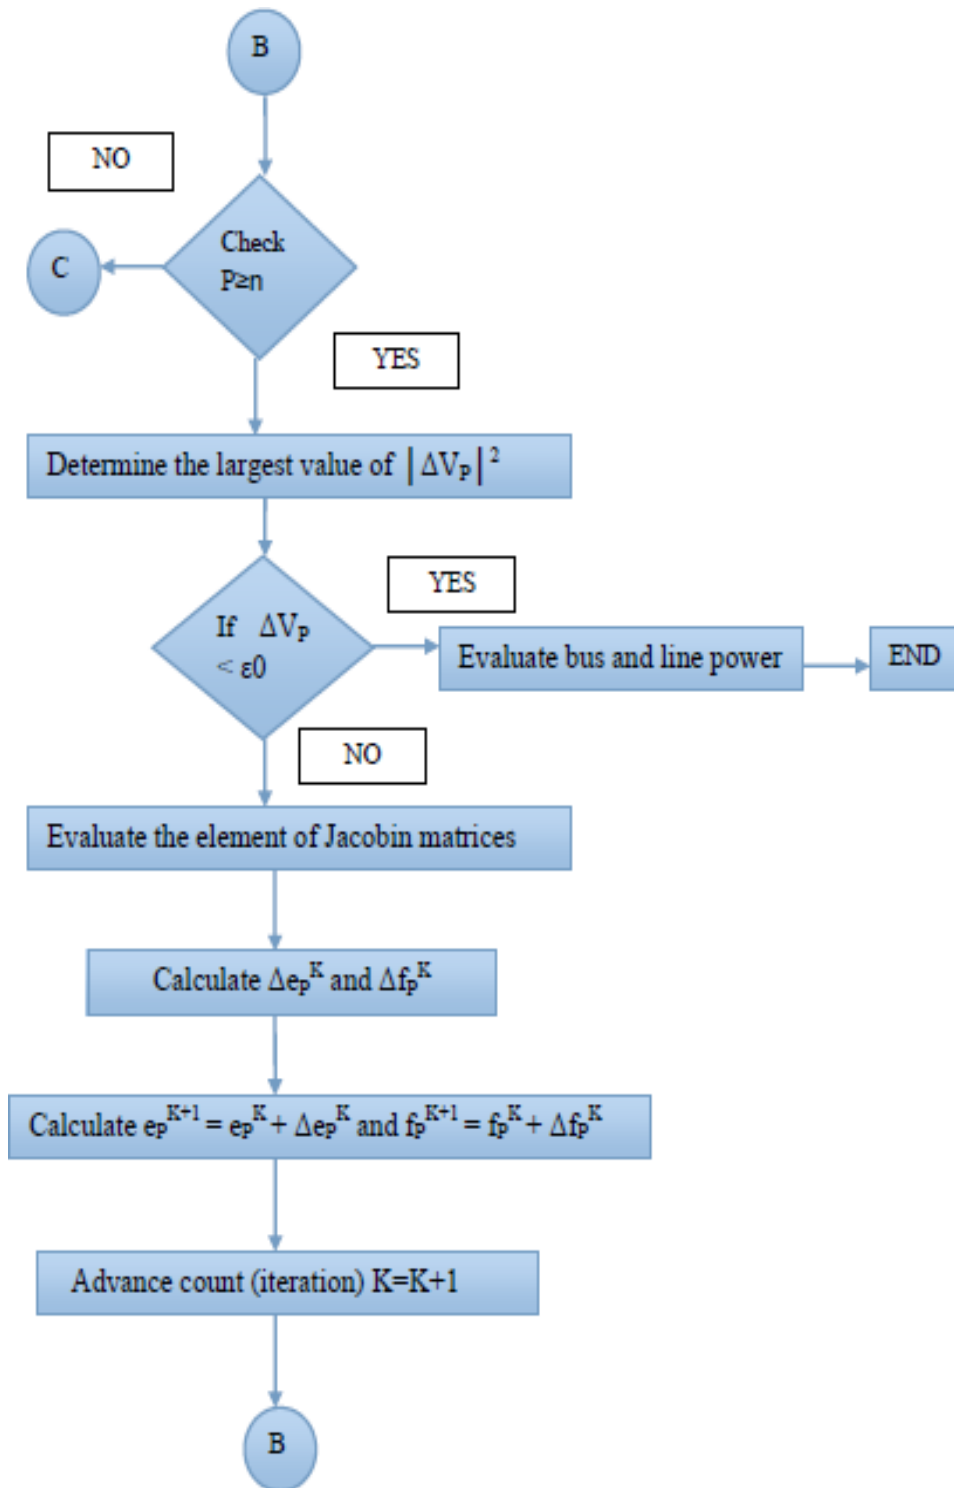 B
NO
Check
P≥n
C
YES
Determine the largest value of |ΔVₚ|²
YES
If ΔVₚ
< ε0
Evaluate bus and line power
END
NO
Evaluate the element of Jacobin matrices
Calculate Δeₚᴷ and Δfₚᴷ
Calculate eₚᴷ⁺¹ = eₚᴷ + Δeₚᴷ and fₚᴷ⁺¹ = fₚᴷ + Δfₚᴷ
Advance count (iteration) K=K+1
B